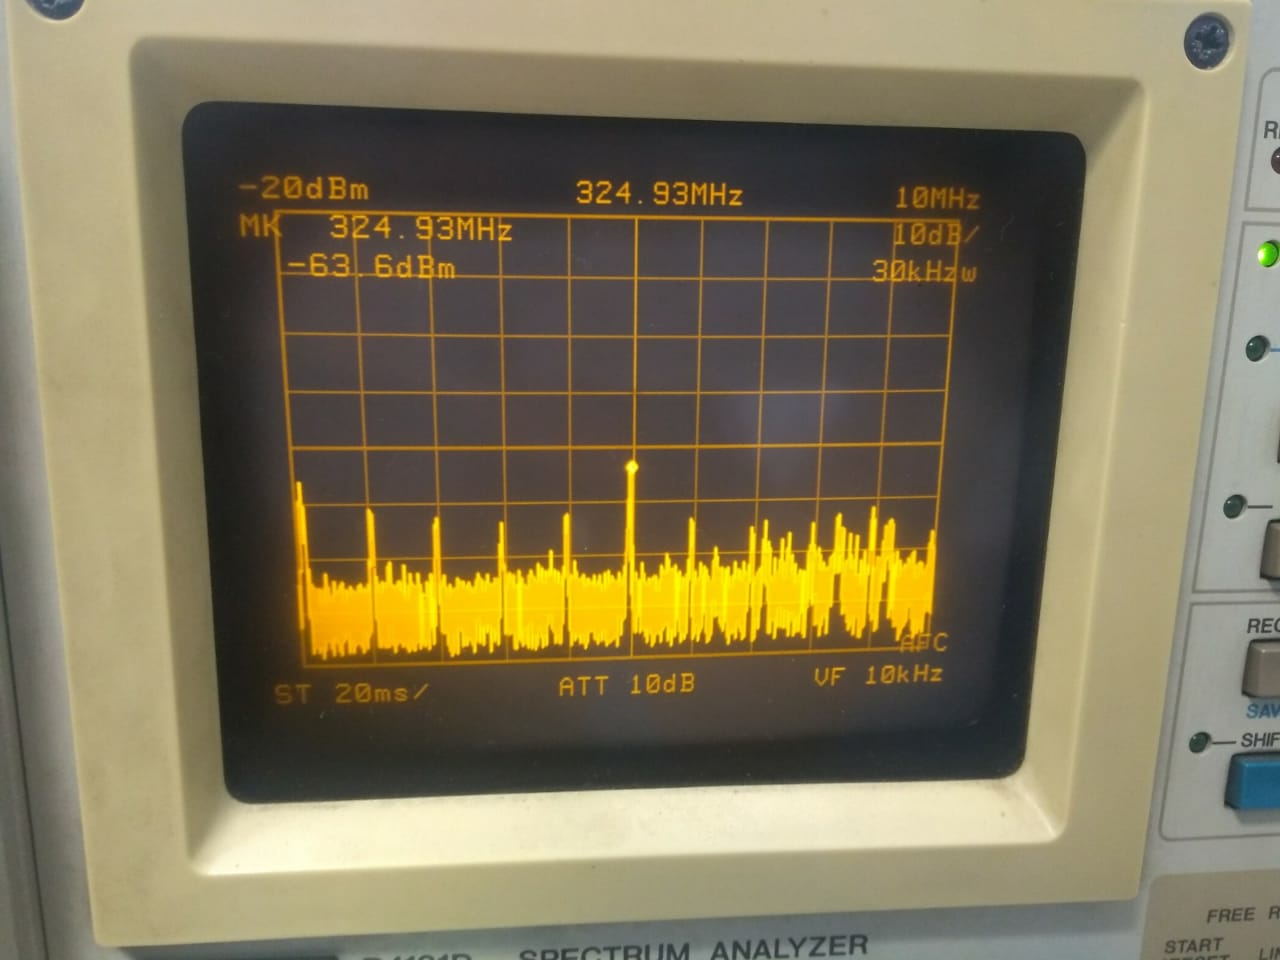 -20dBm 324.93MHz 10MHz
MK 324.93MHz 10dB/
-63.6dBm 30kHz w
AFC
ST 20ms/ ATT 10dB VF 10kHz
REC
SAV
SHIF
SPECTRUM ANALYZER
FREE R
START